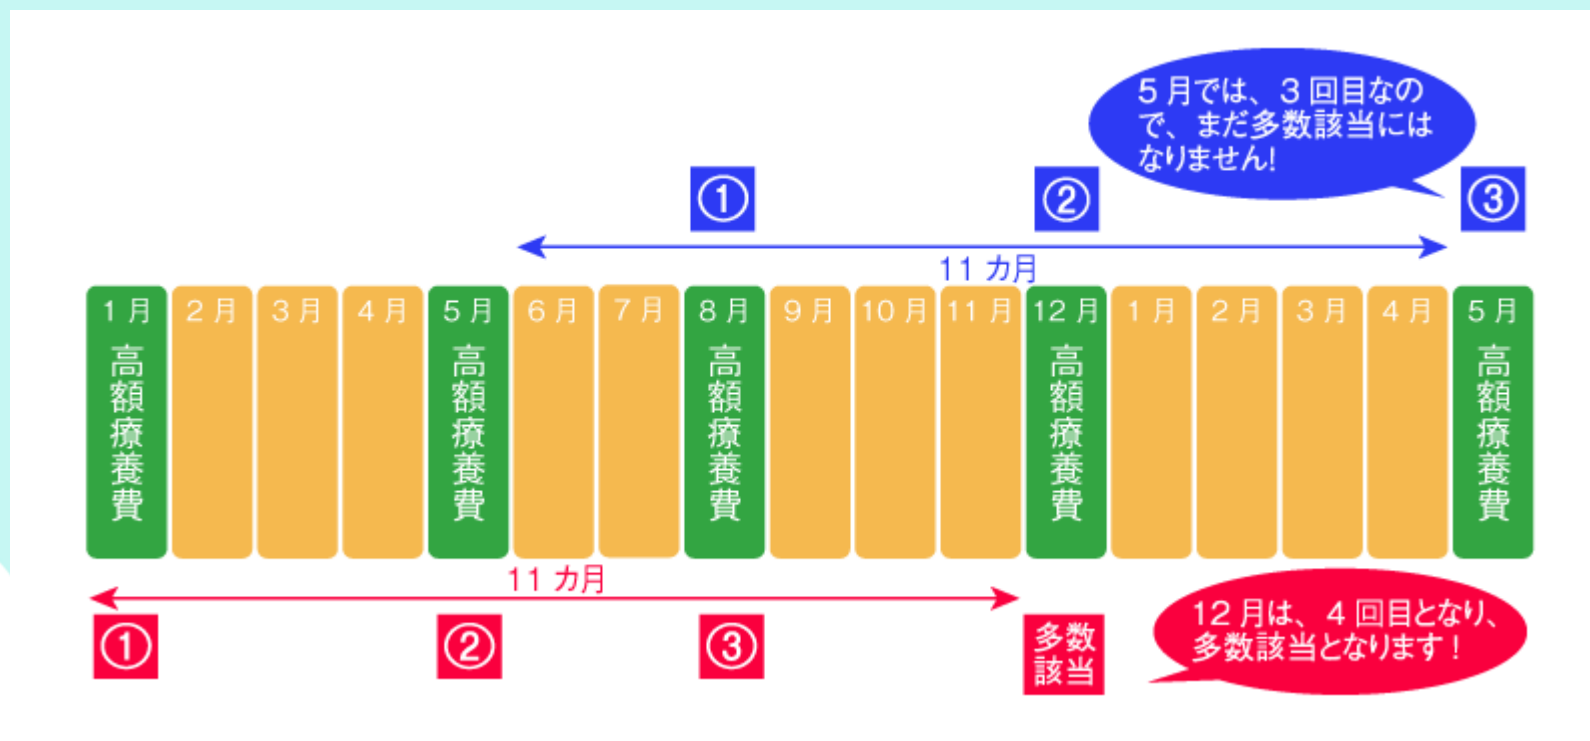 5月では、3回目なの
で、まだ多数該当には
なりません!
①
②
③
11カ月
1月
2月
3月
4月
5月
6月
7月
8月
9月
10月
11月
12月
1月
2月
3月
4月
5月
高額療養費
高額療養費
高額療養費
高額療養費
高額療養費
11カ月
①
②
③
多数
該当
12月は、4回目となり、
多数該当となります!